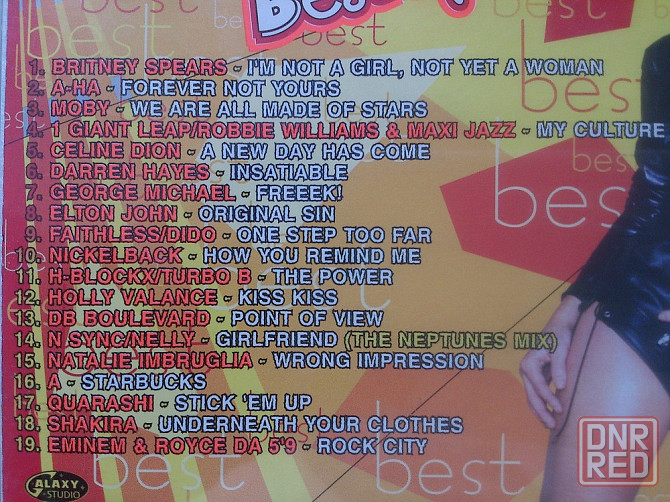 best best best
Best
best
best
best
1. BRITNEY SPEARS - I'M NOT A GIRL, NOT YET A WOMAN
2. A-HA - FOREVER NOT YOURS
3. MOBY - WE ARE ALL MADE OF STARS
4. 1 GIANT LEAP/ROBBIE WILLIAMS & MAXI JAZZ - MY CULTURE
5. CELINE DION - A NEW DAY HAS COME
6. DARREN HAYES - INSATIABLE
7. GEORGE MICHAEL - FREEEK!
8. ELTON JOHN - ORIGINAL SIN
9. FAITHLESS/DIDO - ONE STEP TOO FAR
10. NICKELBACK - HOW YOU REMIND ME
11. H-BLOCKX/TURBO B - THE POWER
12. HOLLY VALANCE - KISS KISS
13. DB BOULEVARD - POINT OF VIEW
14. N SYNC/NELLY - GIRLFRIEND (THE NEPTUNES MIX)
15. NATALIE IMBRUGLIA - WRONG IMPRESSION
16. A - STARBUCKS
17. QUARASHI - STICK 'EM UP
18. SHAKIRA - UNDERNEATH YOUR CLOTHES
19. EMINEM & ROYCE DA 5'9 - ROCK CITY
best
best
best
best best
GALAXY
STUDIO
DNR
RED